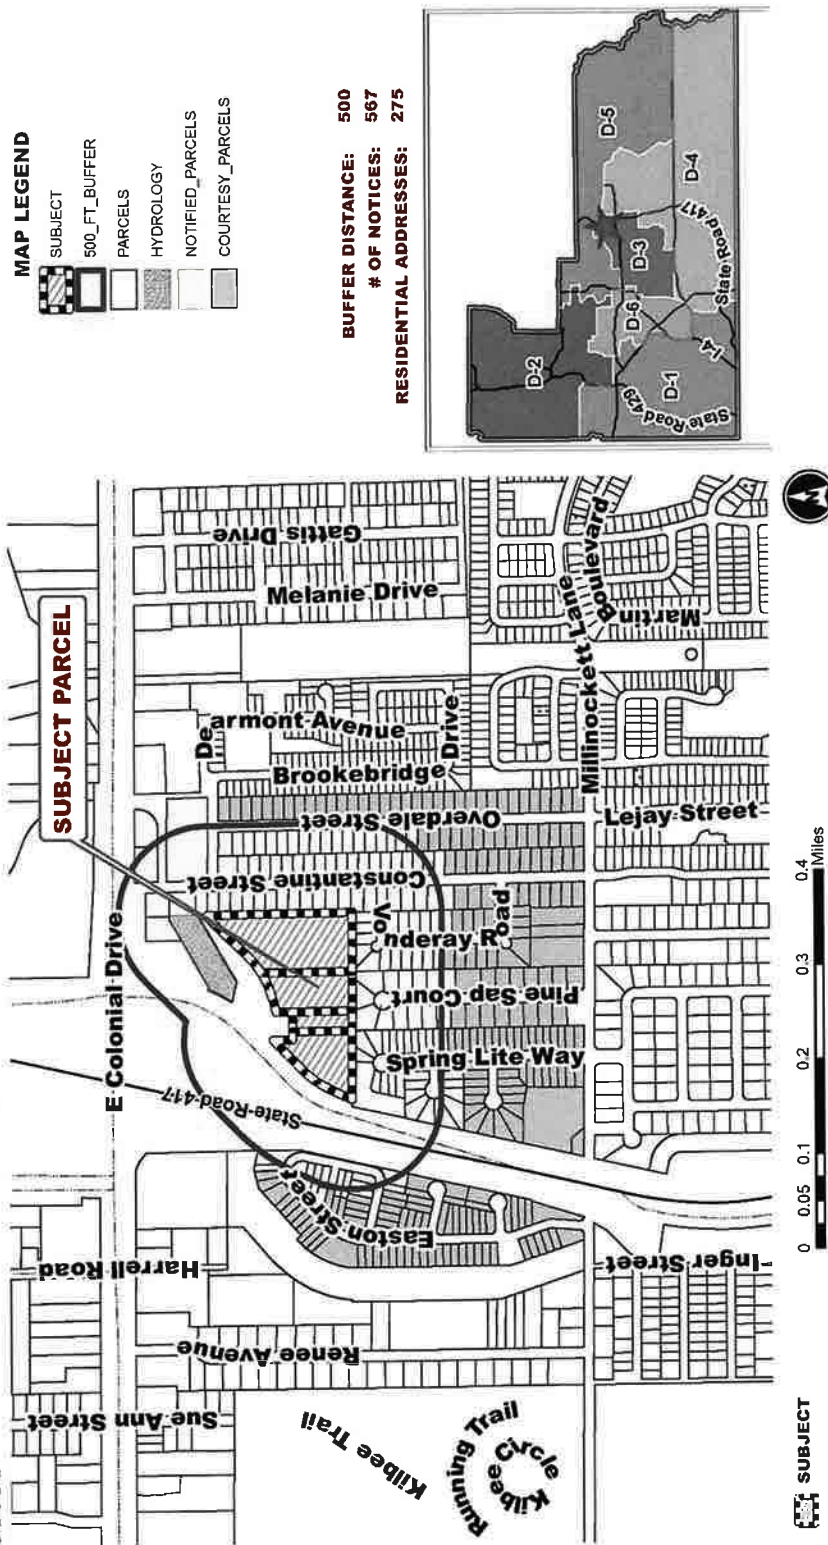 MAP LEGEND
SUBJECT
500_FT_BUFFER
PARCELS
HYDROLOGY
NOTIFIED_PARCELS
COURTESY_PARCELS
BUFFER DISTANCE: 500
# OF NOTICES: 567
RESIDENTIAL ADDRESSES: 275
D-2
D-5
D-3
D-4
D-6
D-1
State Road 417
I-4
State Road 429
SUBJECT PARCEL
E Colonial Drive
State Road 417
Sue Ann Street
Harrell Road
Renee Avenue
Kilbee Trail
Running Trail
Kilbee Circle
Easton Street
Inger Street
Spring Lite Way
Pine Sap Court
Vonderay Road
Constantine Street
Overdale Street
Brookebridge Drive
Dearmont Avenue
Melanie Drive
Gattis Drive
Millinockett Lane
Martin Boulevard
Lejay Street
SUBJECT
0 0.05 0.1 0.2 0.3 0.4
Miles